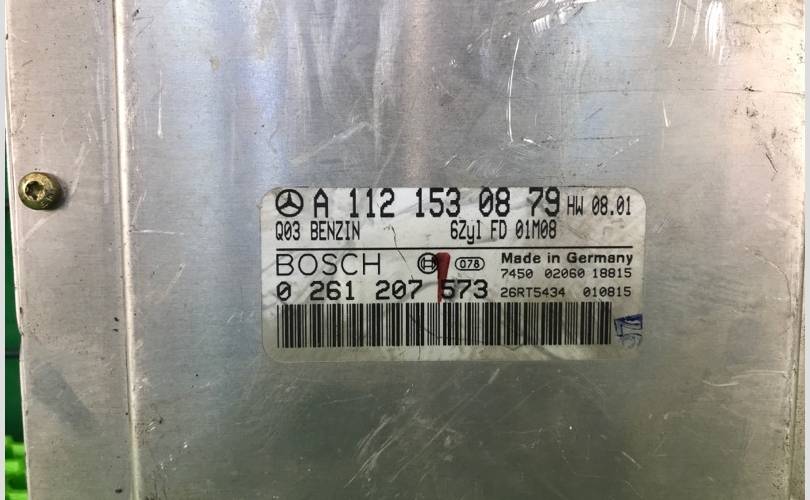 A 112 153 08 79 HW 08.01
Q03 BENZIN 6Zyl FD 01M08
BOSCH 078 Made in Germany
7450 02060 18815
0 261 207 573 26RT5434 010815